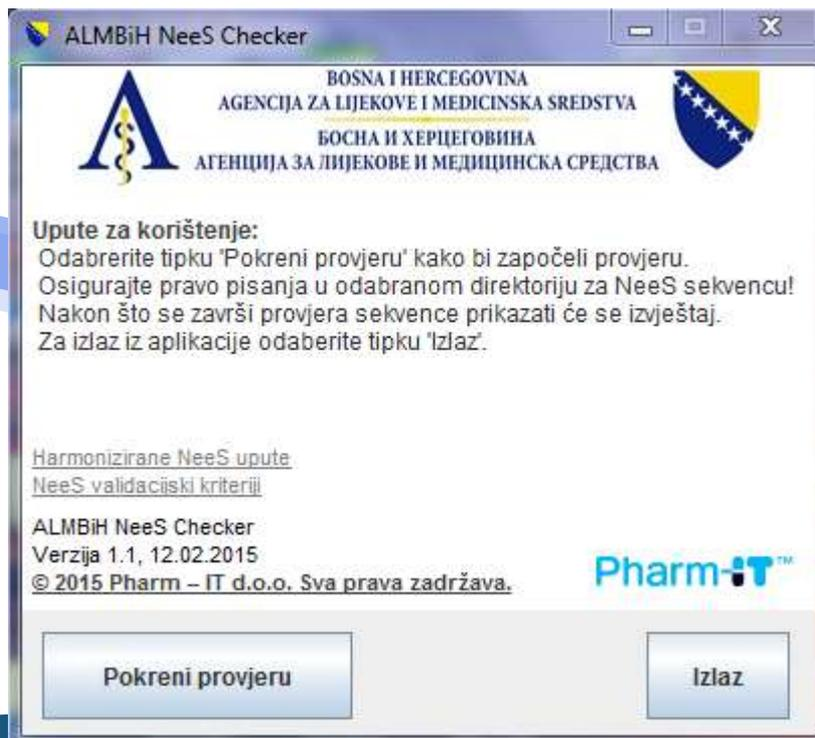 ALMBiH NeeS Checker
BOSNA I HERCEGOVINA
AGENCIJA ZA LIJEKOVE I MEDICINSKA SREDSTVA
БОСНА И ХЕРЦЕГОВИНА
АГЕНЦИЈА ЗА ЛИЈЕКОВЕ И МЕДИЦИНСКА СРЕДСТВА
Upute za korištenje:
Odabrerite tipku 'Pokreni provjeru' kako bi započeli provjeru.
Osigurajte pravo pisanja u odabranom direktoriju za NeeS sekvencu!
Nakon što se završi provjera sekvence prikazati će se izvještaj.
Za izlaz iz aplikacije odaberite tipku 'Izlaz'.
Harmonizirane NeeS upute
NeeS validacijski kriteriji
ALMBiH NeeS Checker
Verzija 1.1, 12.02.2015
© 2015 Pharm – IT d.o.o. Sva prava zadržava.
Pharm-iT™
Pokreni provjeru
Izlaz